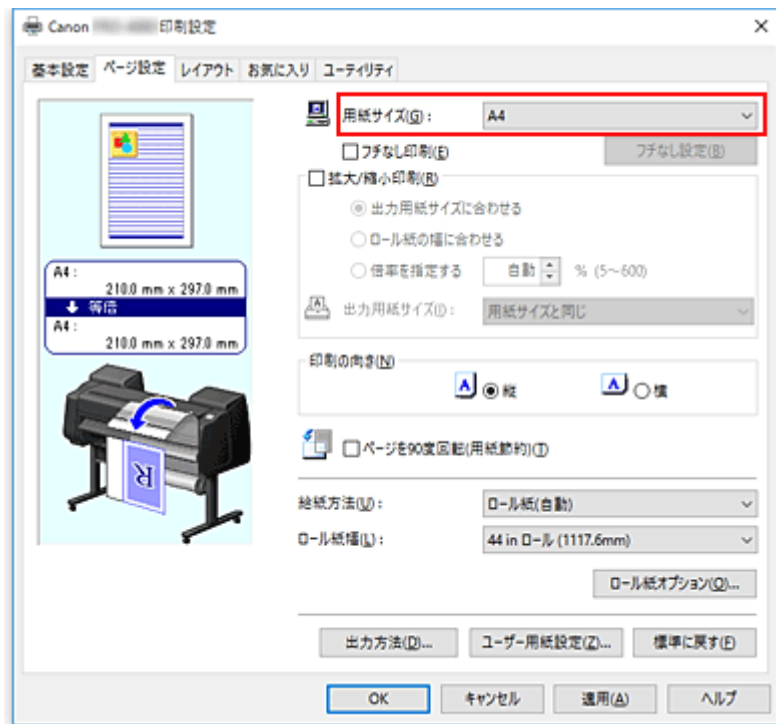 Canon 印刷設定
基本設定 ページ設定 レイアウト お気に入り ユーティリティ
用紙サイズ(G): A4
フチなし印刷(E) フチなし設定(B)
拡大/縮小印刷(R)
出力用紙サイズに合わせる
ロール紙の幅に合わせる
倍率を指定する 自動 % (5～600)
出力用紙サイズ(I): 用紙サイズと同じ
A4 :
210.0 mm x 297.0 mm
等倍
A4 :
210.0 mm x 297.0 mm
印刷の向き(N)
A 縦 A 横
R
ページを90度回転(用紙節約)(T)
給紙方法(U): ロール紙(自動)
ロール紙幅(L): 44 in ロール (1117.6mm)
ロール紙オプション(O)...
出力方法(D)... ユーザー用紙設定(Z)... 標準に戻す(F)
OK キャンセル 適用(A) ヘルプ